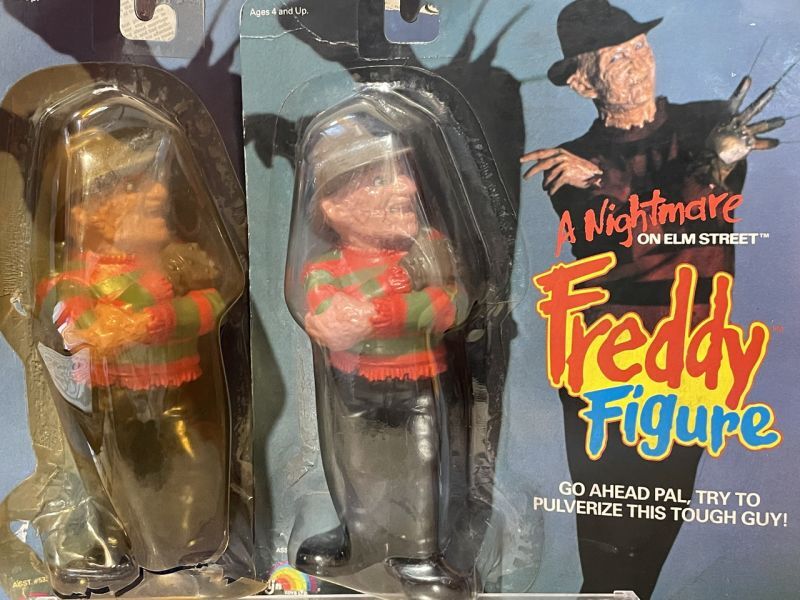 Ages 4 and Up.
A Nightmare
ON ELM STREET™
Freddy
Figure
GO AHEAD PAL, TRY TO
PULVERIZE THIS TOUGH GUY!